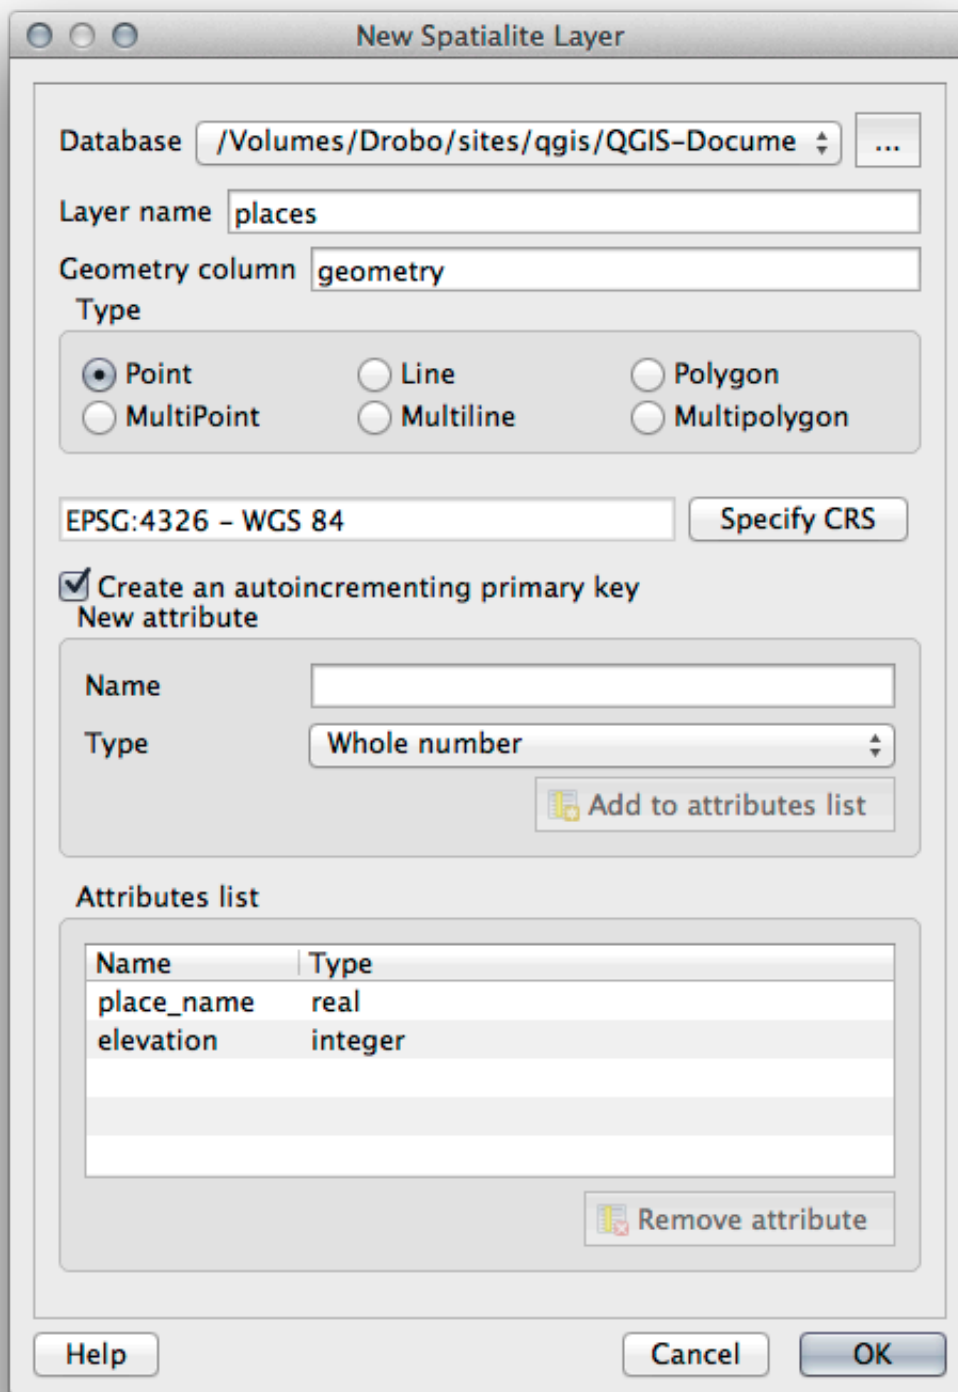 New Spatialite Layer
Database /Volumes/Drobo/sites/qgis/QGIS-Docume ...
Layer name places
Geometry column geometry
Type
Point Line Polygon
MultiPoint Multiline Multipolygon
EPSG:4326 – WGS 84 Specify CRS
Create an autoincrementing primary key
New attribute
Name
Type Whole number
Add to attributes list
Attributes list
Name Type
place_name real
elevation integer
Remove attribute
Help Cancel OK